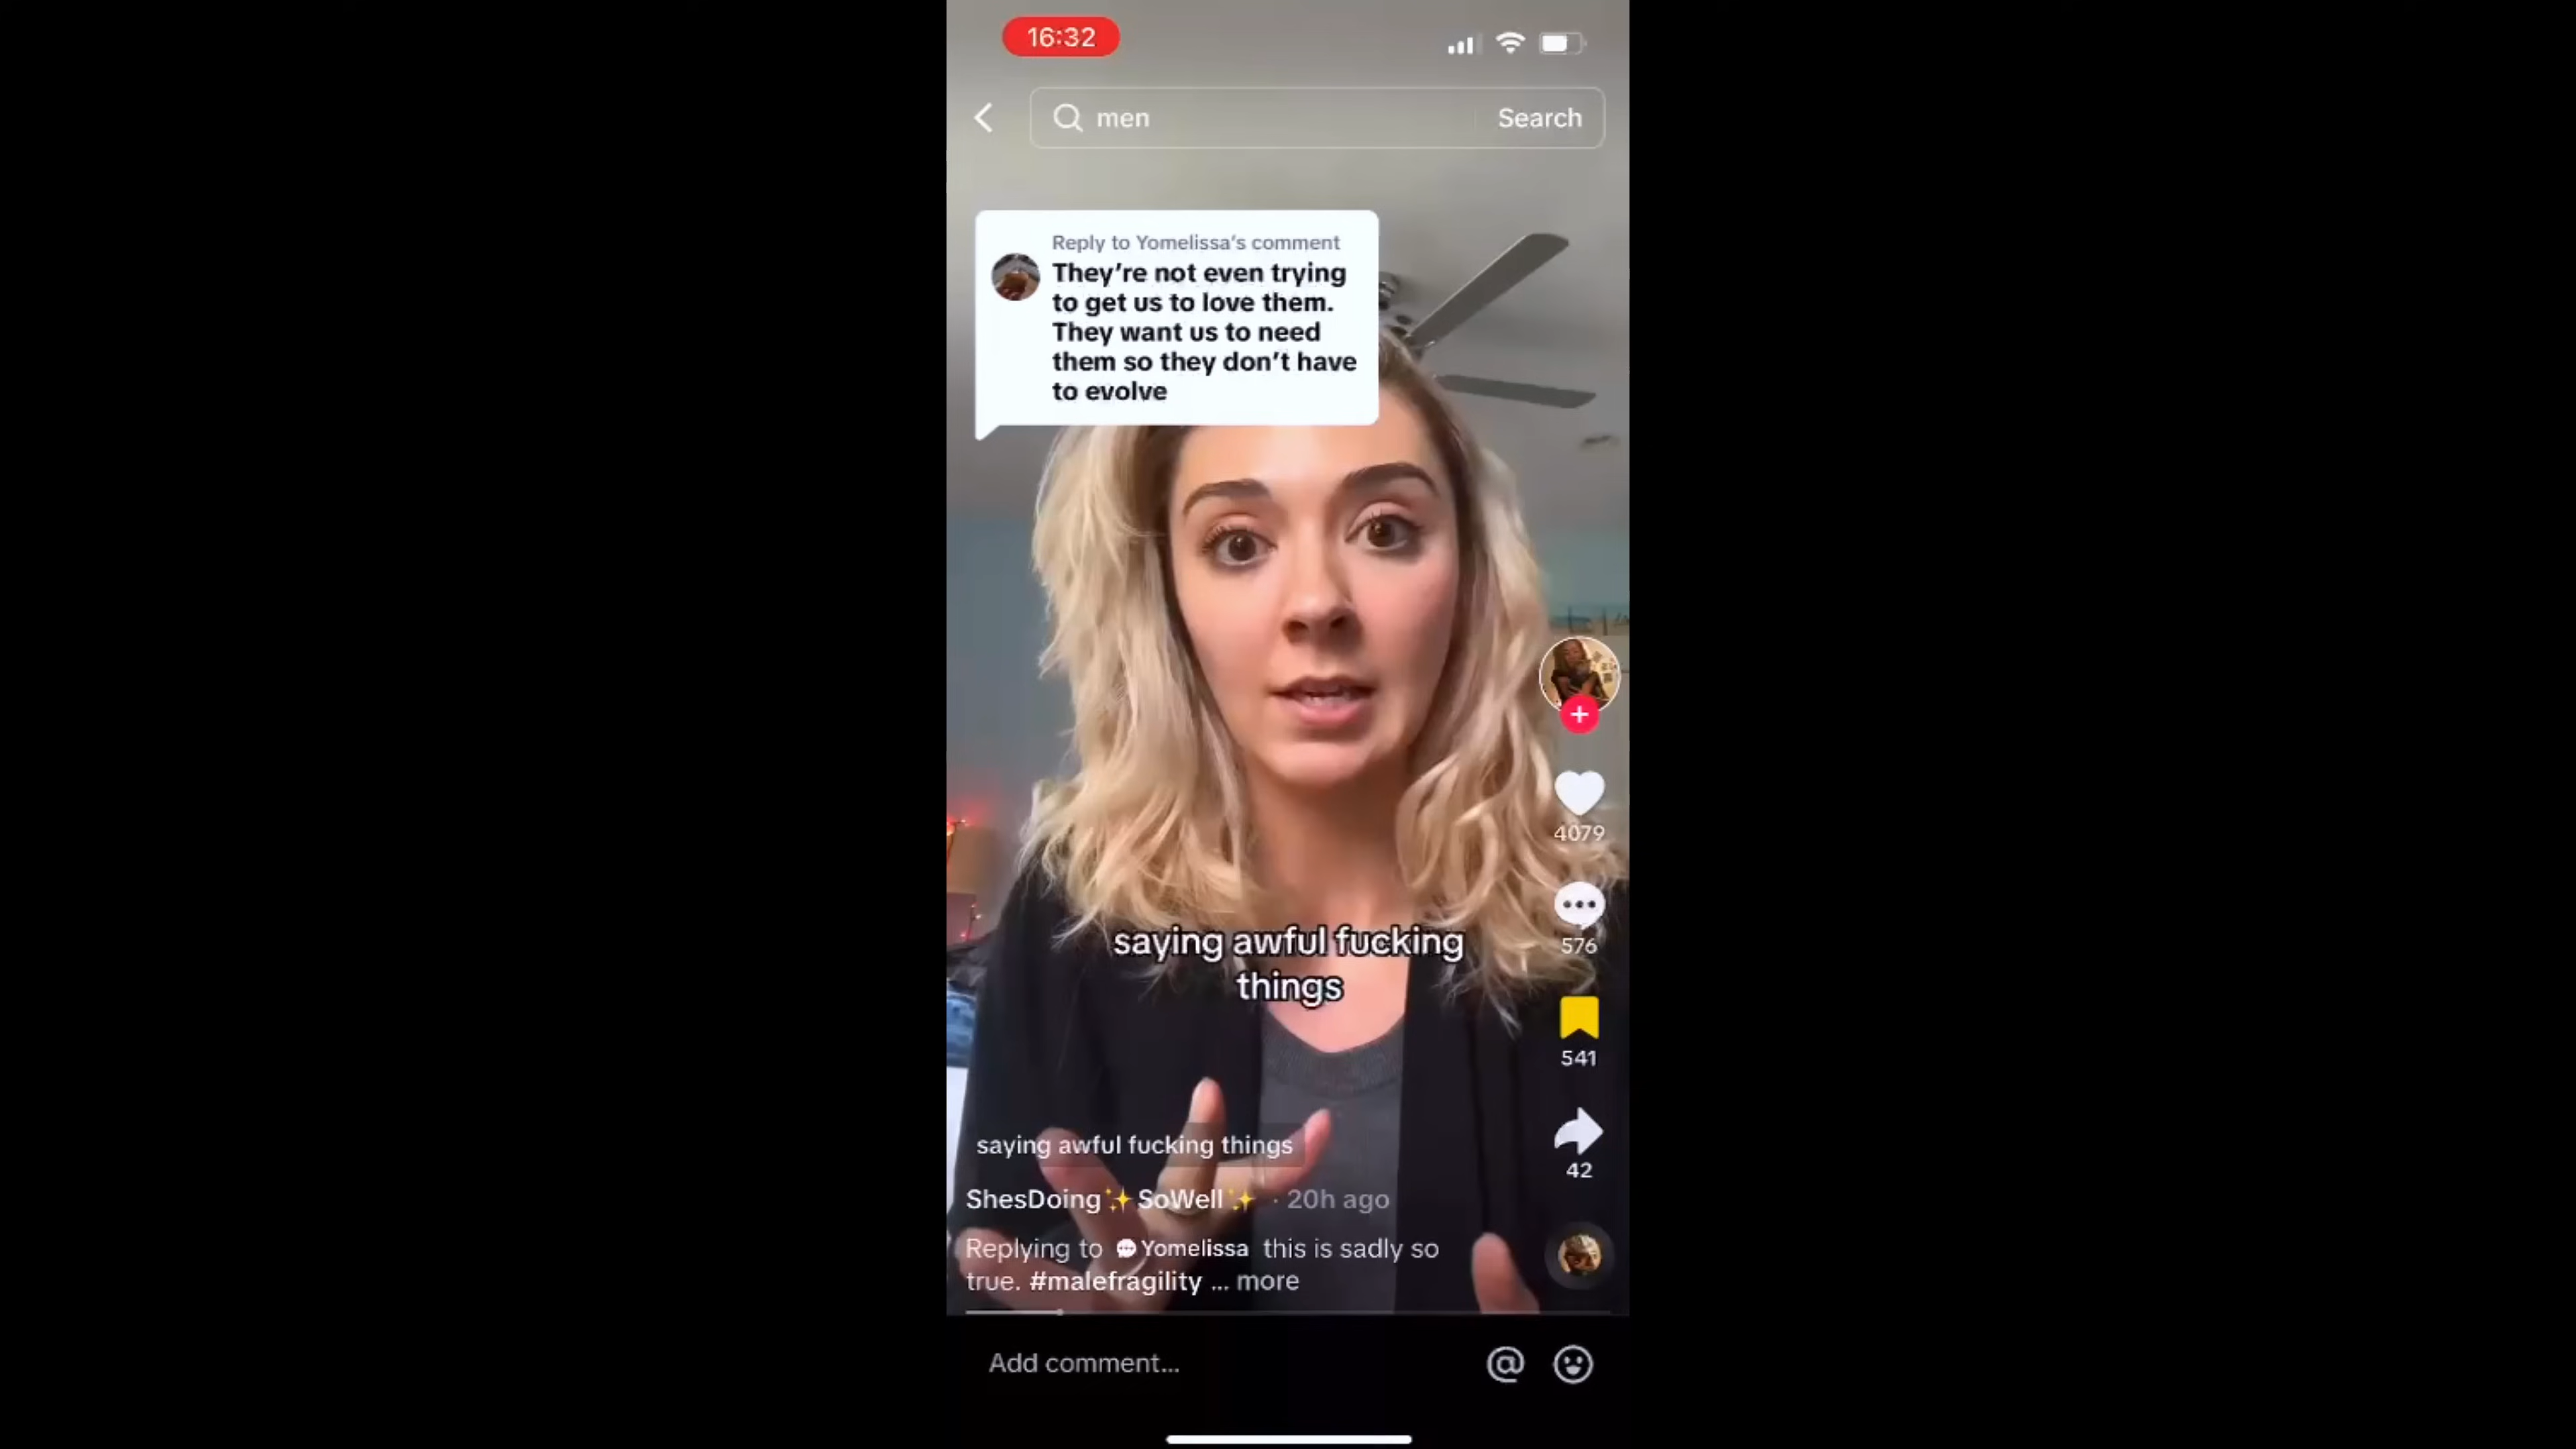 16:32
men
Search
Reply to Yomelissa's comment
They're not even trying
to get us to love them.
They want us to need
them so they don't have
to evolve
4079
saying awful fucking
things
576
541
saying awful fucking things
42
ShesDoing✨SoWell✨ · 20h ago
Replying to 💬Yomelissa this is sadly so
true. #malefragility ... more
Add comment...